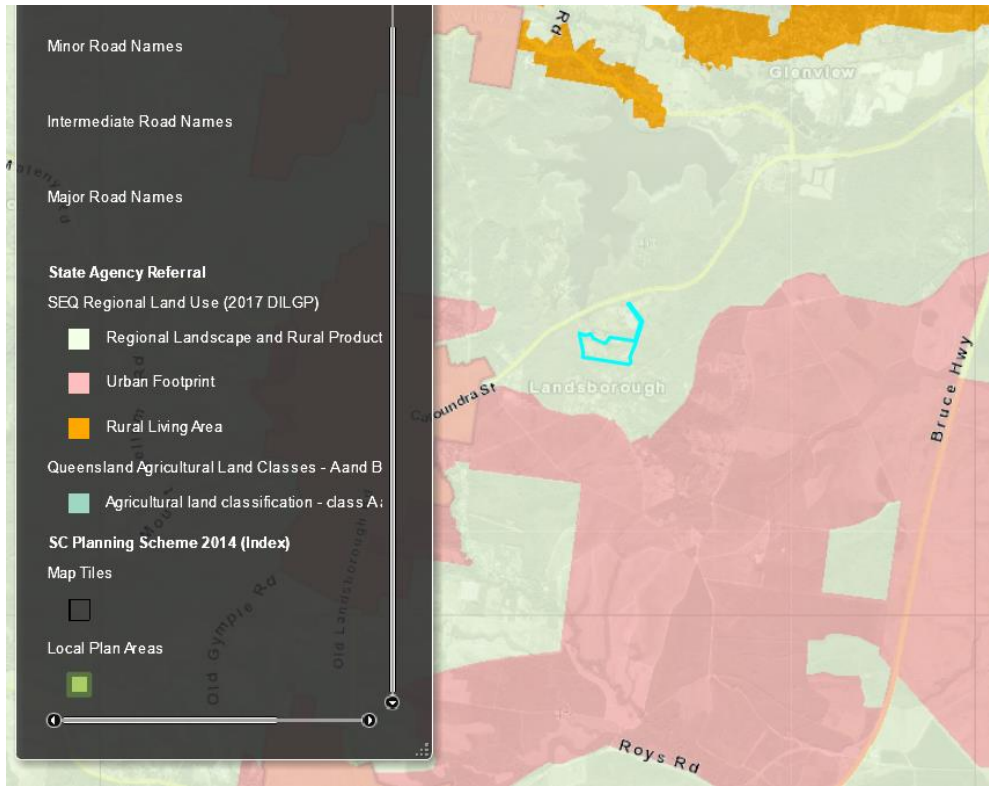 Minor Road Names
Intermediate Road Names
Major Road Names
State Agency Referral
SEQ Regional Land Use (2017 DILGP)
Regional Landscape and Rural Product
Urban Footprint
Rural Living Area
Queensland Agricultural Land Classes - Aand B
Agricultural land classification - class A
SC Planning Scheme 2014 (Index)
Map Tiles
Local Plan Areas
Old Gympie Rd
Old Landsborough
Rd
Glenview
Landsborough
Caloundra St
Bruce Hwy
Roys Rd